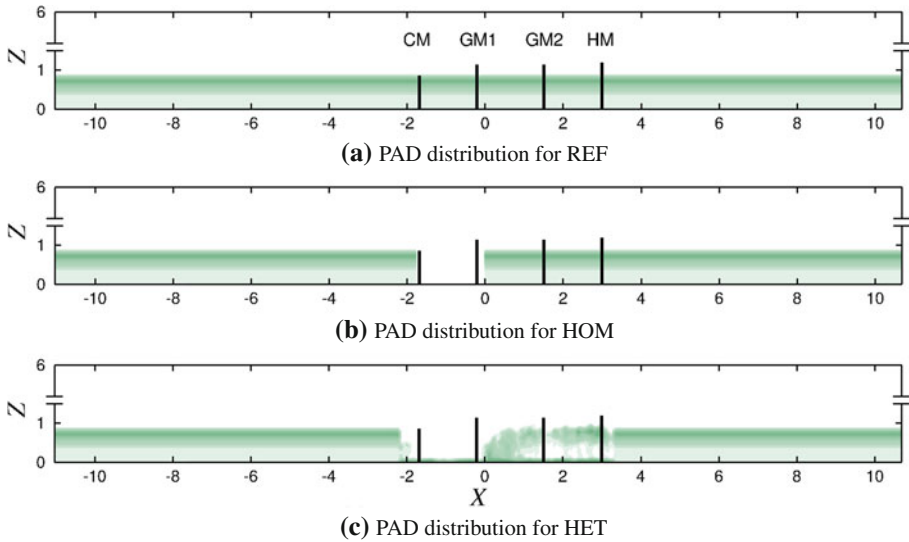 6
Z
CM GM1 GM2 HM
1
0
-10 -8 -6 -4 -2 0 2 4 6 8 10
(a) PAD distribution for REF
6
Z
1
0
-10 -8 -6 -4 -2 0 2 4 6 8 10
(b) PAD distribution for HOM
6
Z
1
0
-10 -8 -6 -4 -2 0 2 4 6 8 10
X
(c) PAD distribution for HET